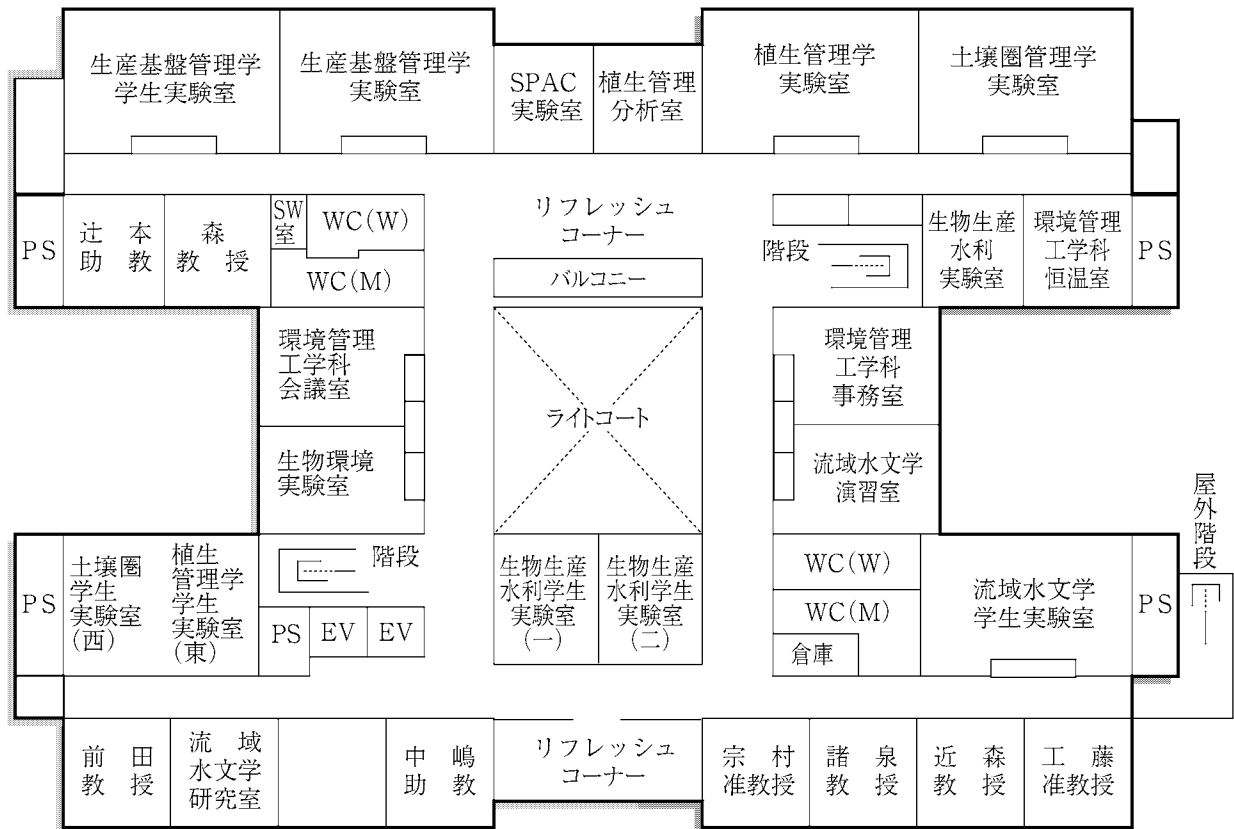 生産基盤管理学
学生実験室
生産基盤管理学
実験室
SPAC
実験室
植生管理
分析室
植生管理学
実験室
土壌圏管理学
実験室
PS
辻 本
助 教
森
教 授
SW
室
WC(W)
WC(M)
リフレッシュ
コーナー
バルコニー
階段
生物生産
水利
実験室
環境管理
工学科
恒温室
PS
環境管理
工学科
会議室
ライトコート
環境管理
工学科
事務室
生物環境
実験室
流域水文学
演習室
屋外階段
PS
土壌圏
学生
実験室
(西)
植生
管理学
学生
実験室
(東)
階段
PS
EV
EV
生物生産
水利学生
実験室
(一)
生物生産
水利学生
実験室
(二)
WC(W)
WC(M)
倉庫
流域水文学
学生実験室
PS
前 田
教 授
流 域
水文学
研究室
中 嶋
助 教
リフレッシュ
コーナー
宗 村
准教授
諸 泉
教 授
近 森
教 授
工 藤
准教授